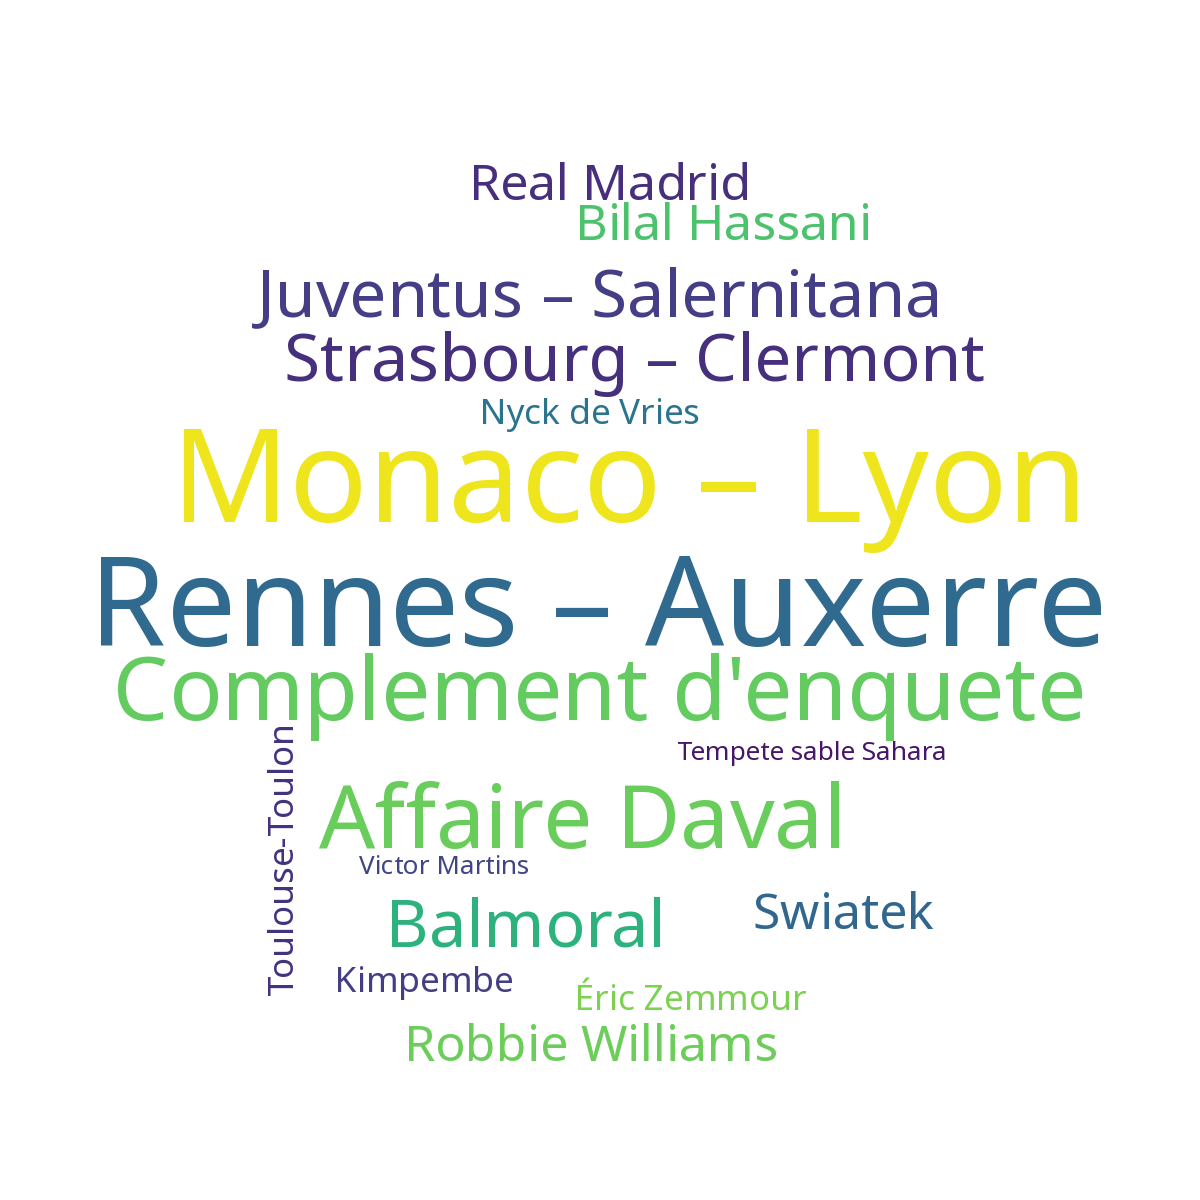 Real Madrid
Bilal Hassani
Juventus – Salernitana
Strasbourg – Clermont
Nyck de Vries
Monaco – Lyon
Rennes – Auxerre
Complement d'enquete
Toulouse-Toulon
Tempete sable Sahara
Affaire Daval
Victor Martins
Balmoral
Swiatek
Kimpembe
Éric Zemmour
Robbie Williams